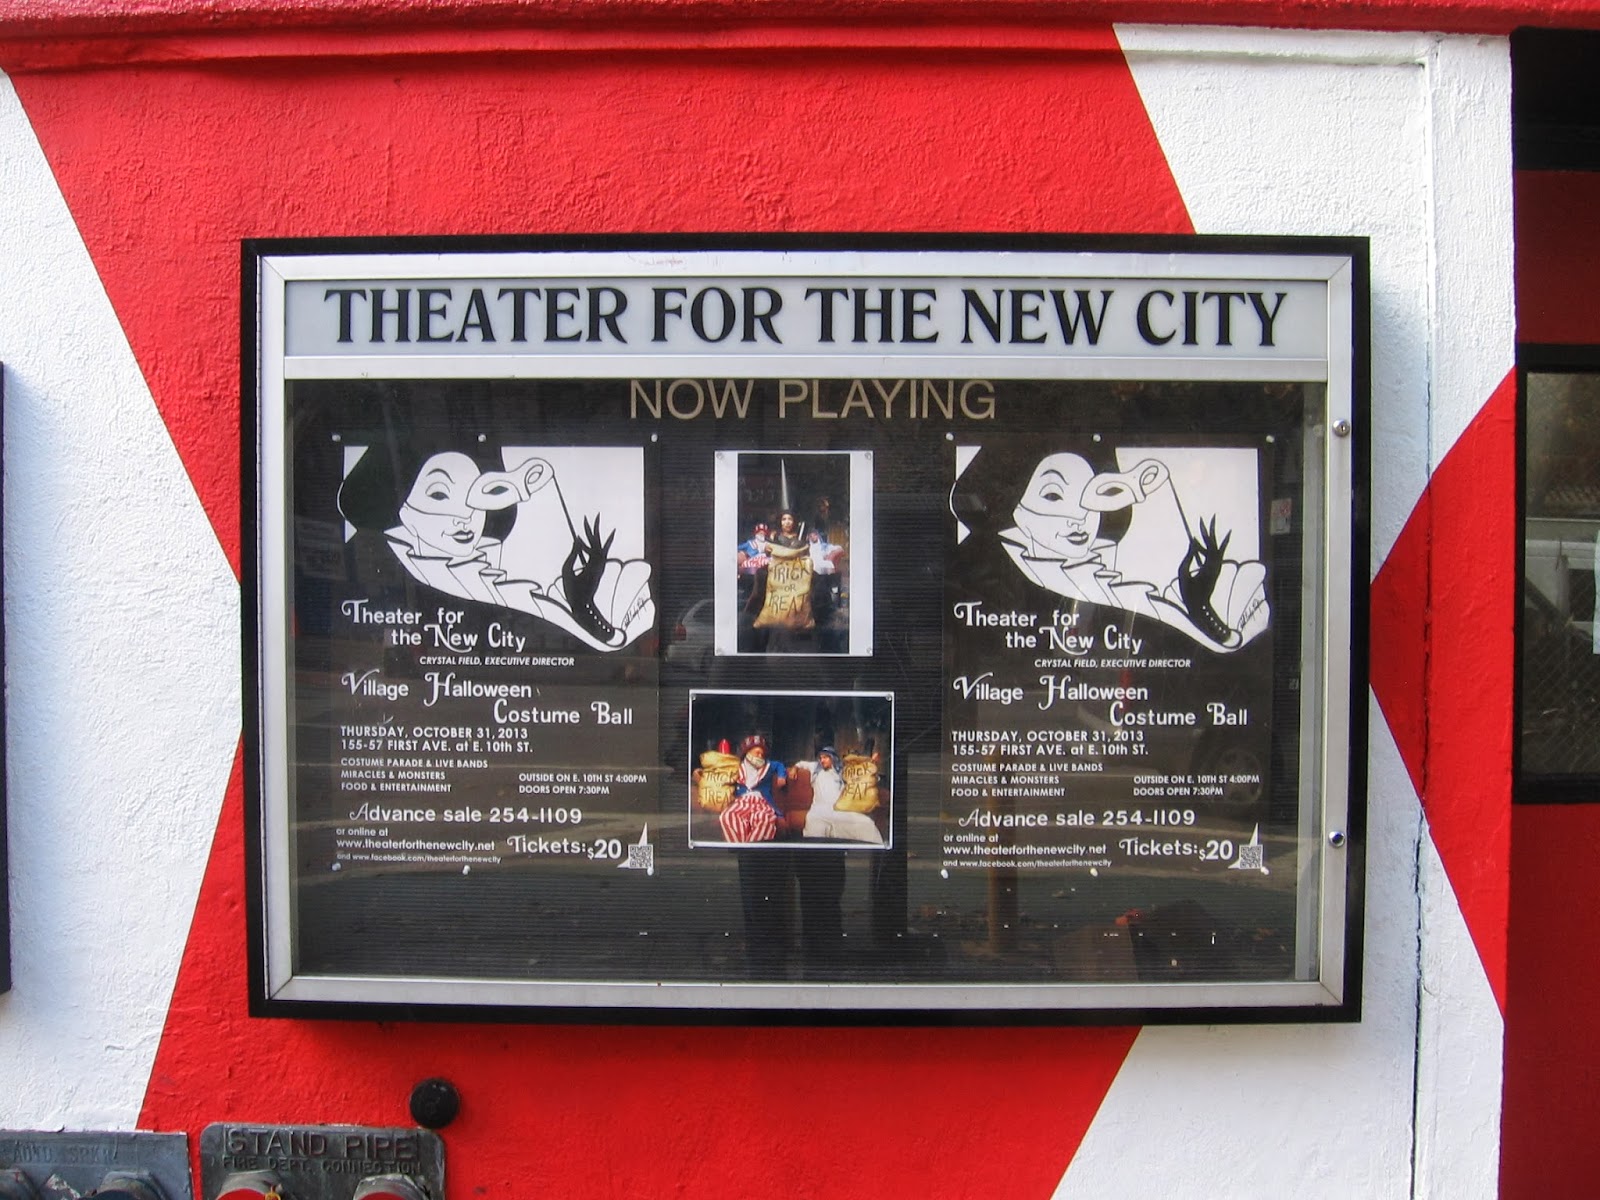 THEATER FOR THE NEW CITY
NOW PLAYING
Theater for
the New City
CRYSTAL FIELD, EXECUTIVE DIRECTOR
Village Halloween
Costume Ball
THURSDAY, OCTOBER 31, 2013
155-57 FIRST AVE. at E. 10th ST.
COSTUME PARADE & LIVE BANDS
MIRACLES & MONSTERS
FOOD & ENTERTAINMENT
OUTSIDE ON E. 10TH ST 4:00PM
DOORS OPEN 7:30PM
Advance sale 254-1109
or online at
www.theaterforthenewcity.net
Tickets: $20
and www.facebook.com/theaterforthenewcity
TRICK
OR
TREAT
TRICK
OR
TREAT
TRICK
OR
TREAT
Theater for
the New City
CRYSTAL FIELD, EXECUTIVE DIRECTOR
Village Halloween
Costume Ball
THURSDAY, OCTOBER 31, 2013
155-57 FIRST AVE. at E. 10th ST.
COSTUME PARADE & LIVE BANDS
MIRACLES & MONSTERS
FOOD & ENTERTAINMENT
OUTSIDE ON E. 10TH ST 4:00PM
DOORS OPEN 7:30PM
Advance sale 254-1109
or online at
www.theaterforthenewcity.net
Tickets: $20
and www.facebook.com/theaterforthenewcity
AUTO. SPKR.
STAND PIPE
FIRE DEPT. CONNECTION